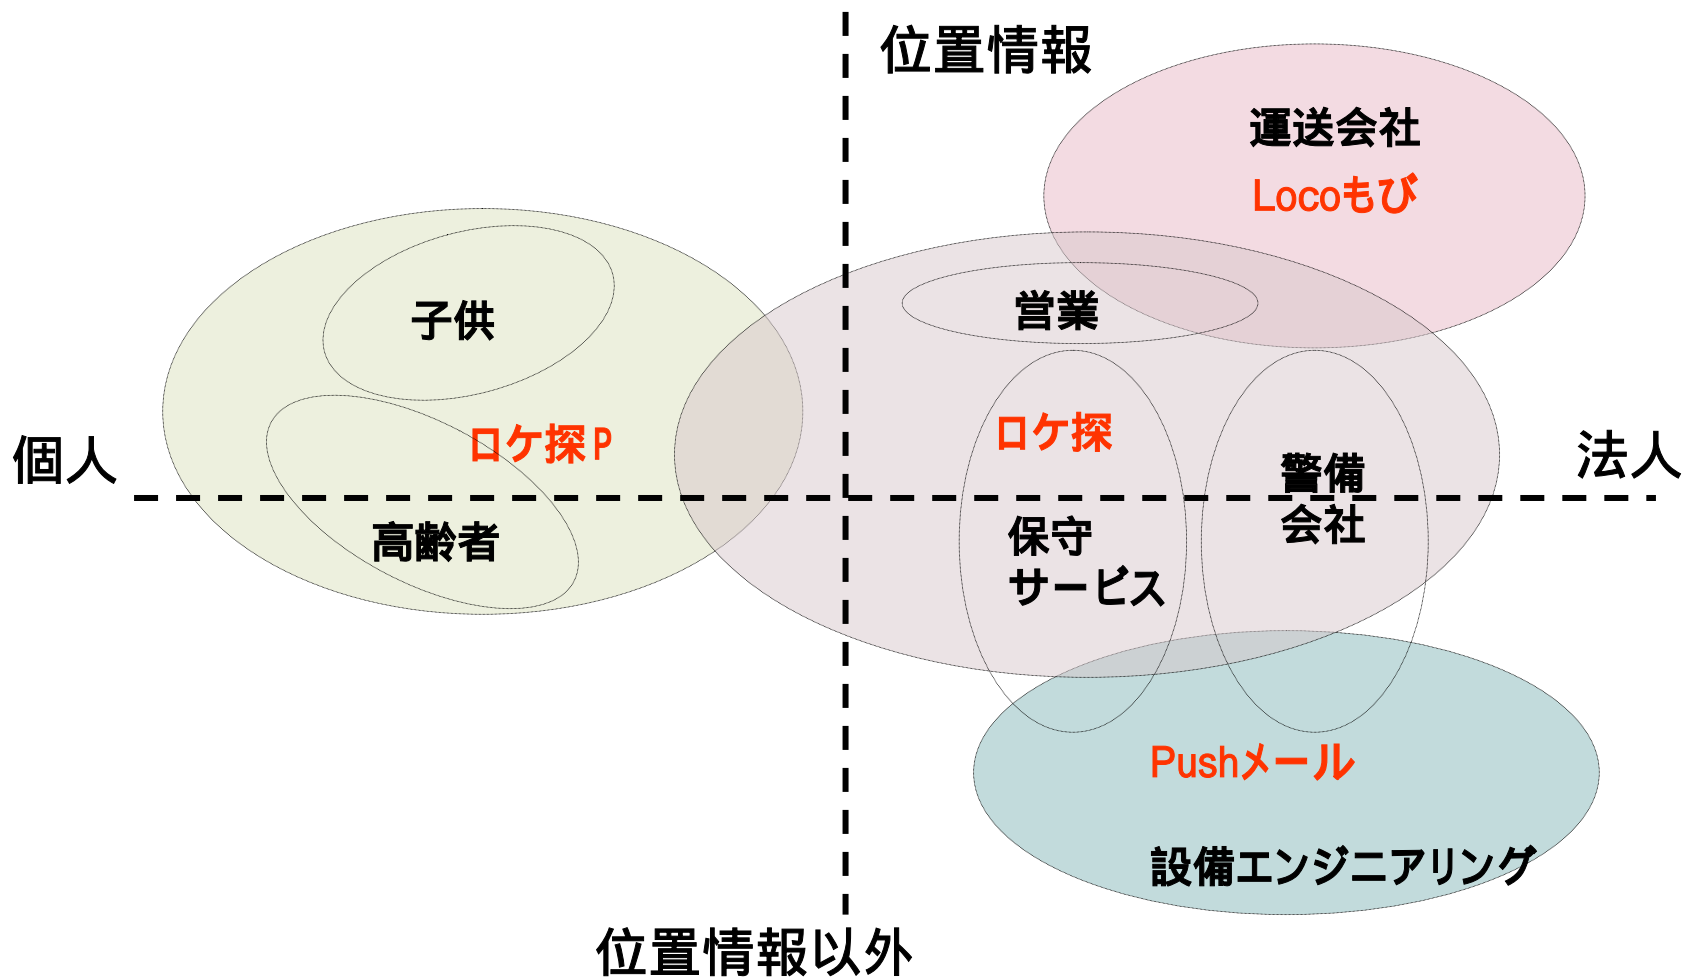 位置情報
運送会社
Locoもび
営業
子供
ロケ探P
ロケ探
個人
法人
警備
会社
高齢者
保守
サービス
Pushメール
設備エンジニアリング
位置情報以外